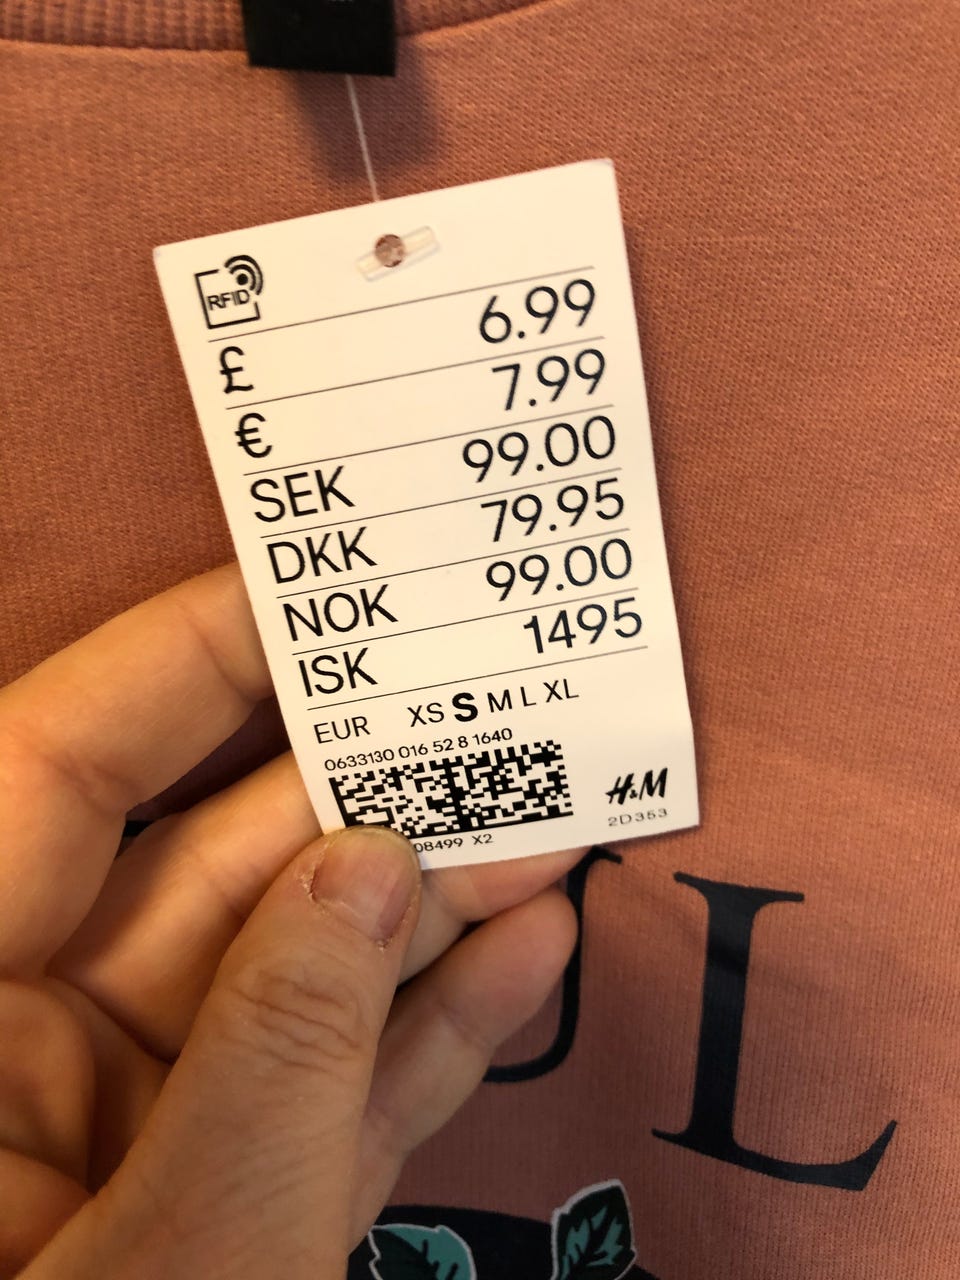 RFID
£ 6.99
€ 7.99
SEK 99.00
DKK 79.95
NOK 99.00
ISK 1495
EUR XS S M L XL
0633130 016 52 8 1640
H&M
2D353
08499 X2
UL